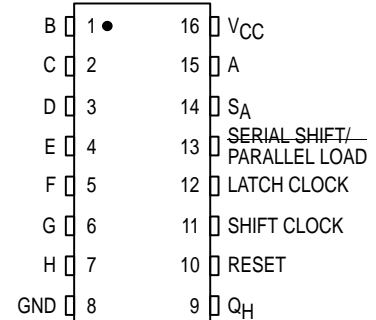 B 1 16 VCC
C 2 15 A
D 3 14 SA
E 4 13 SERIAL SHIFT/
PARALLEL LOAD
F 5 12 LATCH CLOCK
G 6 11 SHIFT CLOCK
H 7 10 RESET
GND 8 9 QH